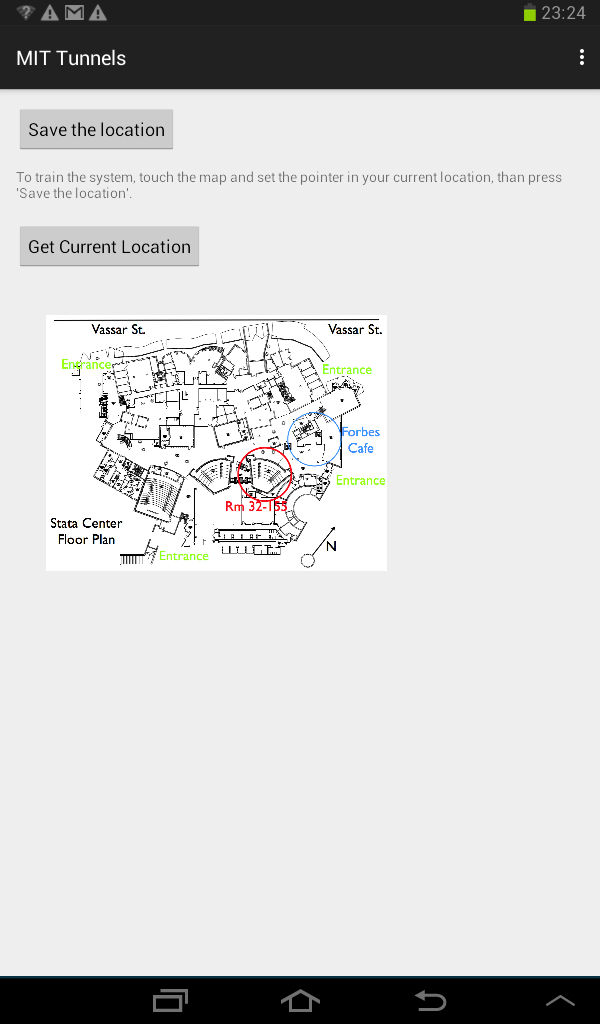 23:24
MIT Tunnels
Save the location
To train the system, touch the map and set the pointer in your current location, than press
'Save the location'.
Get Current Location
Vassar St. Vassar St.
Entrance
Entrance
Forbes
Cafe
Entrance
Rm 32-155
Stata Center
Floor Plan
N
Entrance